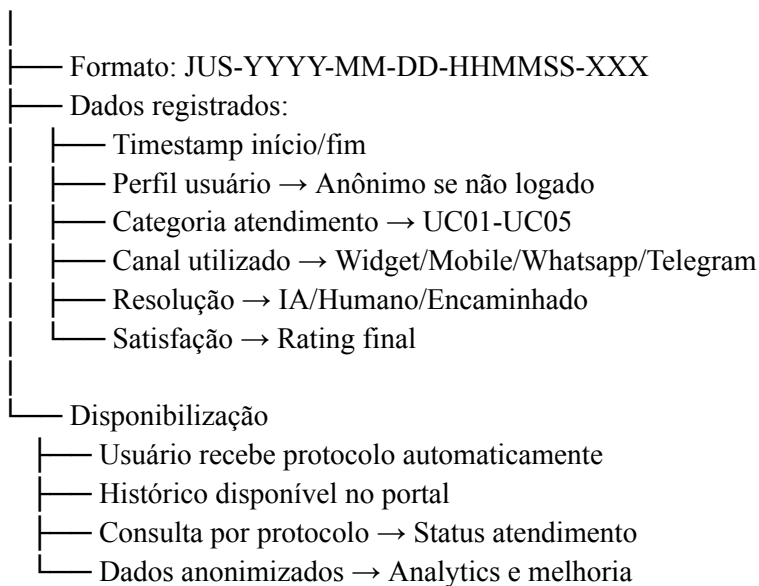 Formato: JUS-YYYY-MM-DD-HHMMSS-XXX
Dados registrados:
Timestamp início/fim
Perfil usuário → Anônimo se não logado
Categoria atendimento → UC01-UC05
Canal utilizado → Widget/Mobile/Whatsapp/Telegram
Resolução → IA/Humano/Encaminhado
Satisfação → Rating final
Disponibilização
Usuário recebe protocolo automaticamente
Histórico disponível no portal
Consulta por protocolo → Status atendimento
Dados anonimizados → Analytics e melhoria